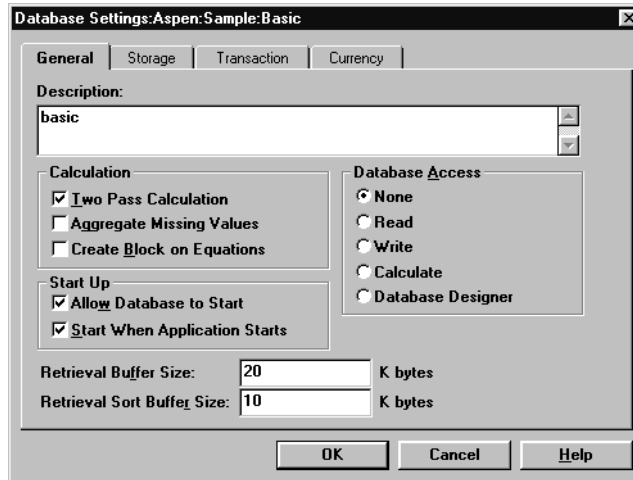 Database Settings:Aspen:Sample:Basic
General Storage Transaction Currency
Description:
basic
Calculation
Two Pass Calculation
Aggregate Missing Values
Create Block on Equations
Database Access
None
Read
Write
Calculate
Database Designer
Start Up
Allow Database to Start
Start When Application Starts
Retrieval Buffer Size: 20 K bytes
Retrieval Sort Buffer Size: 10 K bytes
OK Cancel Help